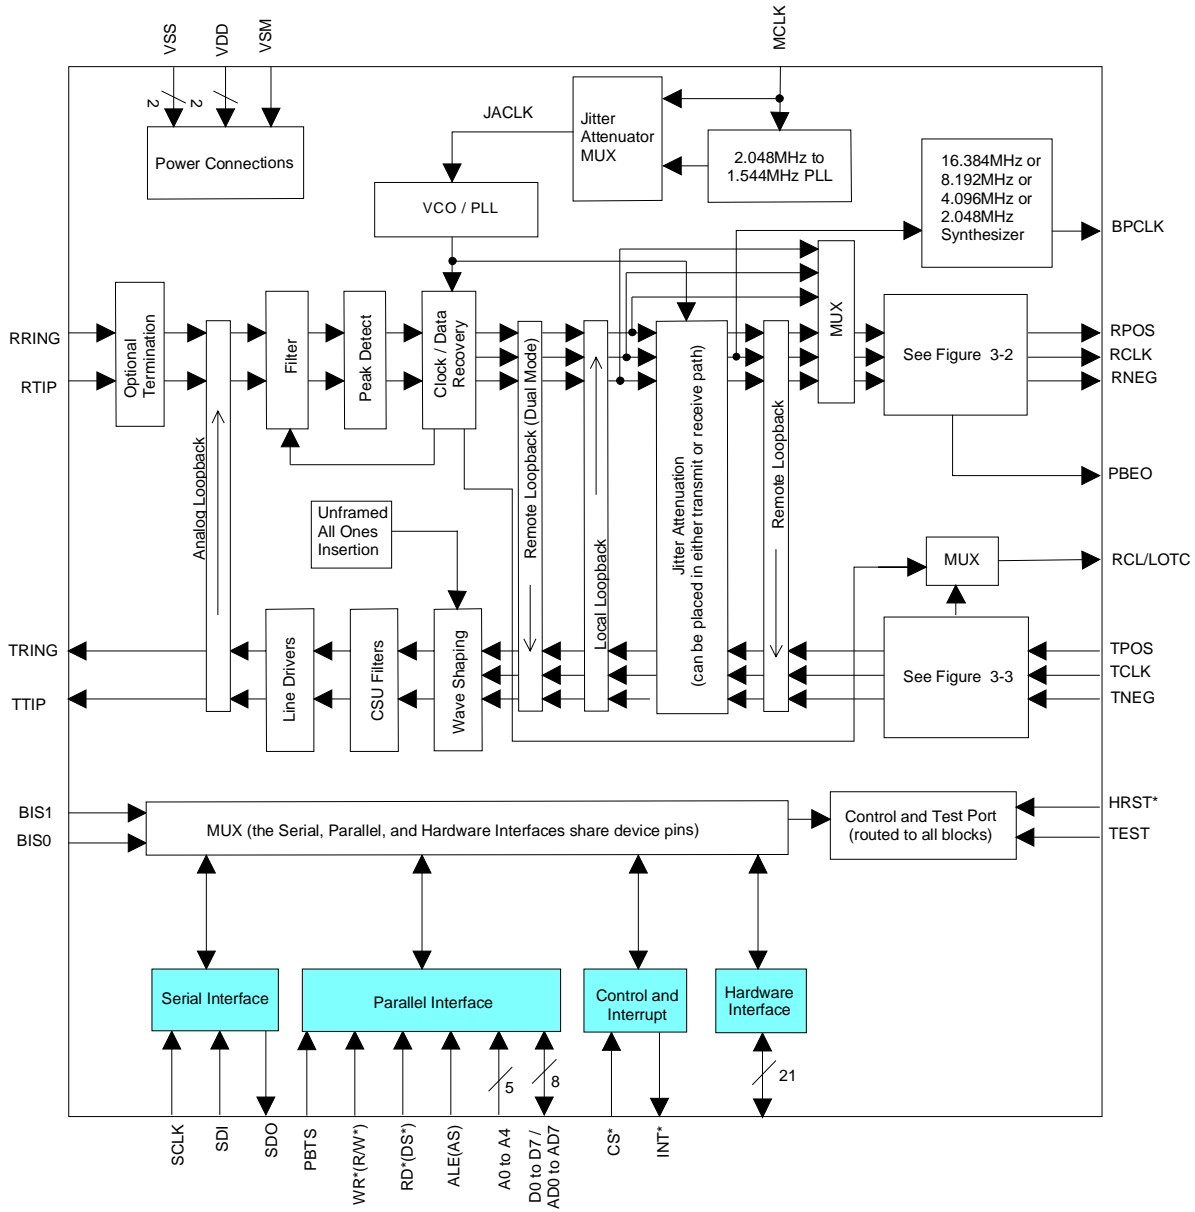 VSS
VDD
VSM
MCLK
2
2
Power Connections
JACLK
Jitter
Attenuator
MUX
2.048MHz to
1.544MHz PLL
16.384MHz or
8.192MHz or
4.096MHz or
2.048MHz
Synthesizer
BPCLK
VCO / PLL
RRING
RTIP
Optional
Termination
Analog Loopback
Filter
Peak Detect
Clock / Data
Recovery
Remote Loopback (Dual Mode)
Local Loopback
Jitter Attenuation
(can be placed in either transmit or receive path)
Remote Loopback
MUX
See Figure 3-2
RPOS
RCLK
RNEG
PBEO
Unframed
All Ones
Insertion
MUX
RCL/LOTC
TRING
TTIP
Line Drivers
CSU Filters
Wave Shaping
See Figure 3-3
TPOS
TCLK
TNEG
BIS1
BIS0
MUX (the Serial, Parallel, and Hardware Interfaces share device pins)
Control and Test Port
(routed to all blocks)
HRST*
TEST
Serial Interface
Parallel Interface
Control and
Interrupt
Hardware
Interface
5
8
21
SCLK
SDI
SDO
PBTS
WR*(R/W*)
RD*(DS*)
ALE(AS)
A0 to A4
D0 to D7 /
AD0 to AD7
CS*
INT*